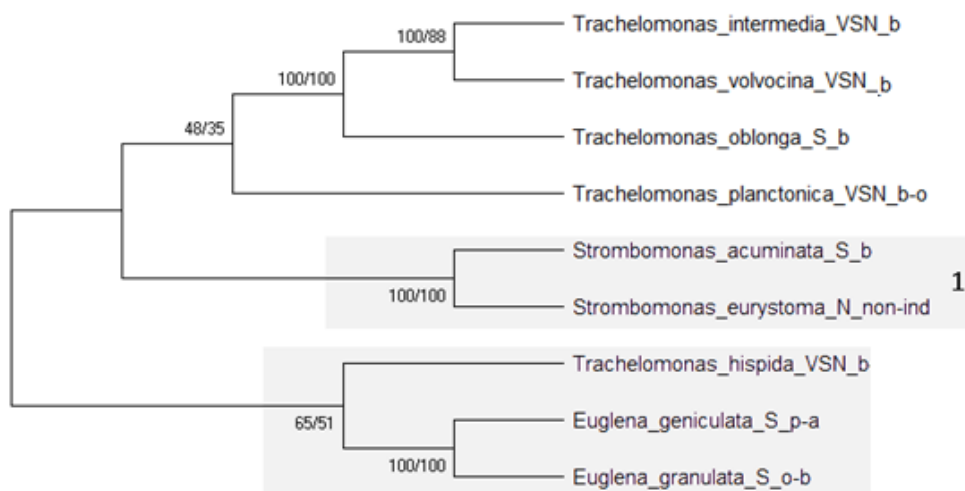 100/88
Trachelomonas_intermedia_VSN_b
100/100
Trachelomonas_volvocina_VSN_b
48/35
Trachelomonas_oblonga_S_b
Trachelomonas_planctonica_VSN_b-o
Strombomonas_acuminata_S_b
1
100/100
Strombomonas_eurystoma_N_non-ind
Trachelomonas_hispida_VSN_b
65/51
Euglena_geniculata_S_p-a
100/100
Euglena_granulata_S_o-b